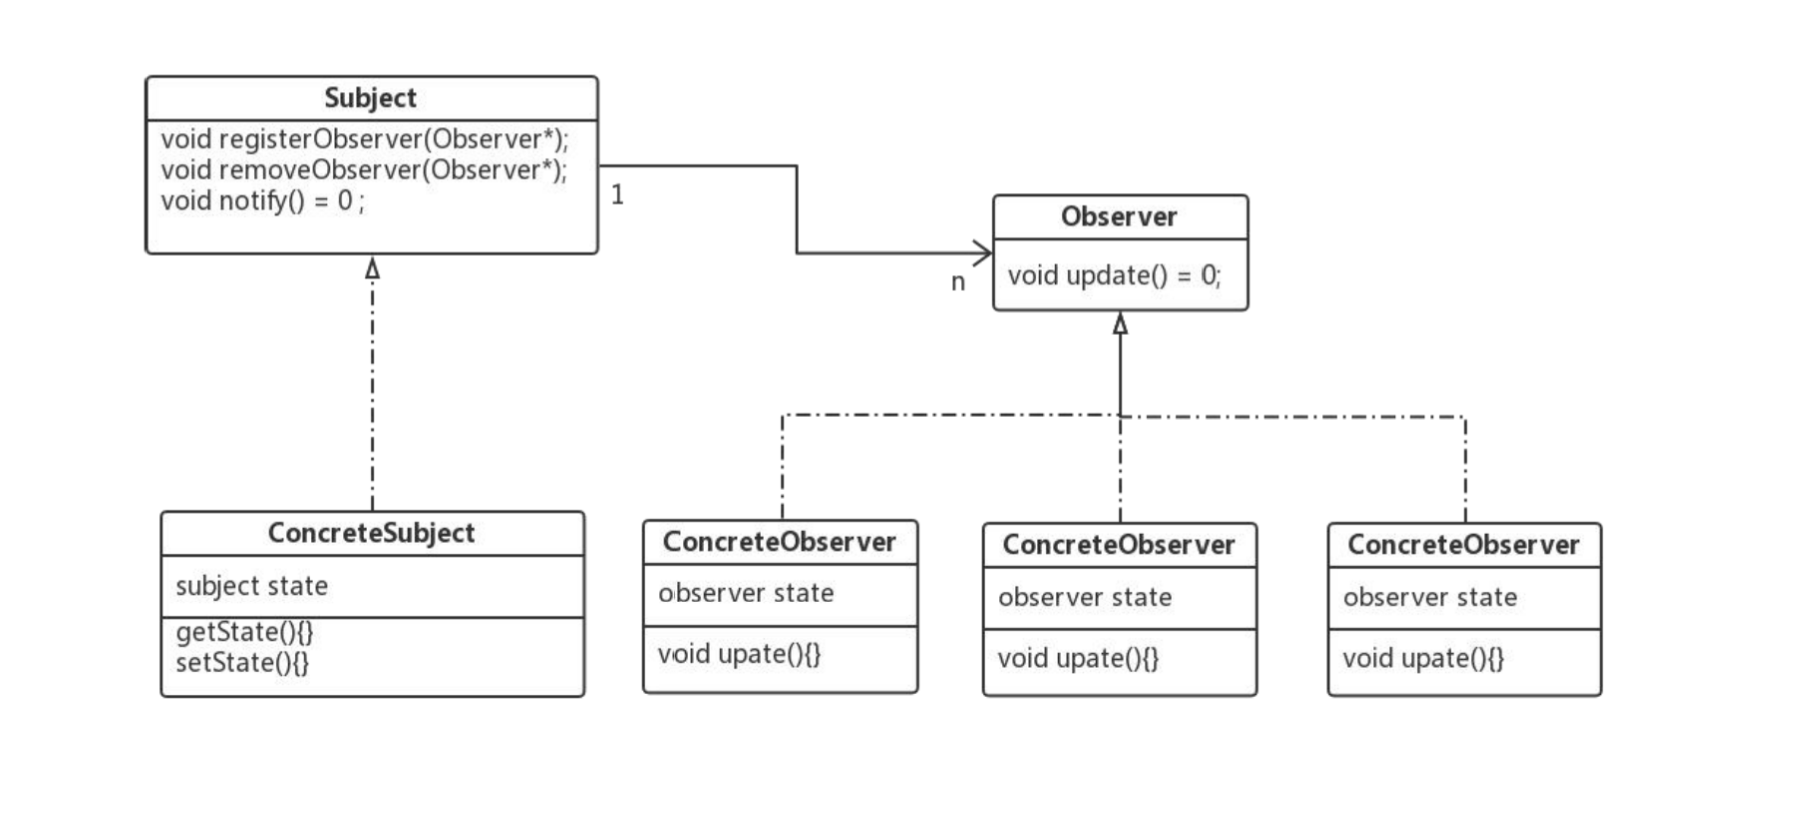 Subject
void registerObserver(Observer*);
void removeObserver(Observer*);
void notify() = 0 ;
1
n
Observer
void update() = 0;
ConcreteSubject
subject state
getState(){}
setState(){}
ConcreteObserver
observer state
void upate(){}
ConcreteObserver
observer state
void upate(){}
ConcreteObserver
observer state
void upate(){}